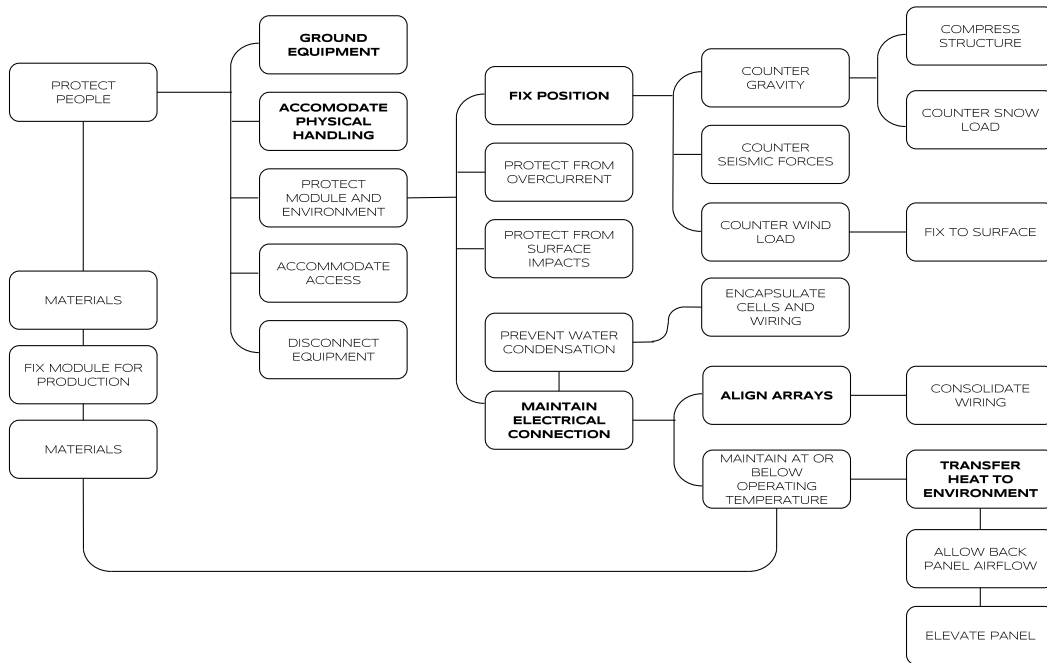 PROTECT
PEOPLE
MATERIALS
FIX MODULE FOR
PRODUCTION
MATERIALS
GROUND
EQUIPMENT
ACCOMODATE
PHYSICAL
HANDLING
PROTECT
MODULE AND
ENVIRONMENT
ACCOMMODATE
ACCESS
DISCONNECT
EQUIPMENT
FIX POSITION
PROTECT FROM
OVERCURRENT
PROTECT FROM
SURFACE
IMPACTS
PREVENT WATER
CONDENSATION
MAINTAIN
ELECTRICAL
CONNECTION
COUNTER
GRAVITY
COUNTER
SEISMIC FORCES
COUNTER WIND
LOAD
ENCAPSULATE
CELLS AND
WIRING
ALIGN ARRAYS
MAINTAIN AT OR
BELOW
OPERATING
TEMPERATURE
COMPRESS
STRUCTURE
COUNTER SNOW
LOAD
FIX TO SURFACE
CONSOLIDATE
WIRING
TRANSFER
HEAT TO
ENVIRONMENT
ALLOW BACK
PANEL AIRFLOW
ELEVATE PANEL